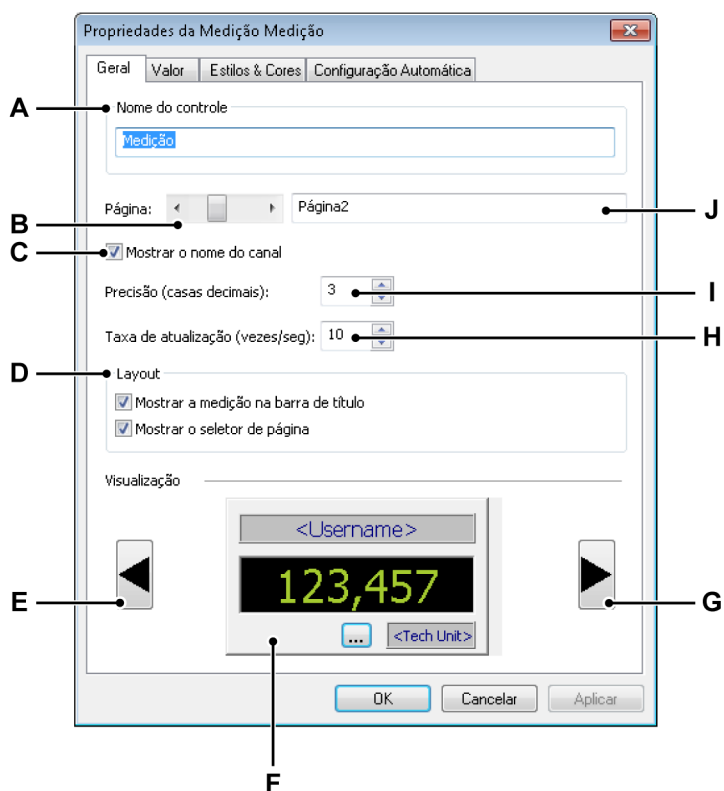 Propriedades da Medição Medição
Geral Valor Estilos & Cores Configuração Automática
A Nome do controle
Medição
Página: Página2 J
B
C Mostrar o nome do canal
Precisão (casas decimais): 3 I
Taxa de atualização (vezes/seg): 10 H
D Layout
Mostrar a medição na barra de título
Mostrar o seletor de página
Visualização
<Username>
123,457
E G
... <Tech Unit>
OK Cancelar Aplicar
F